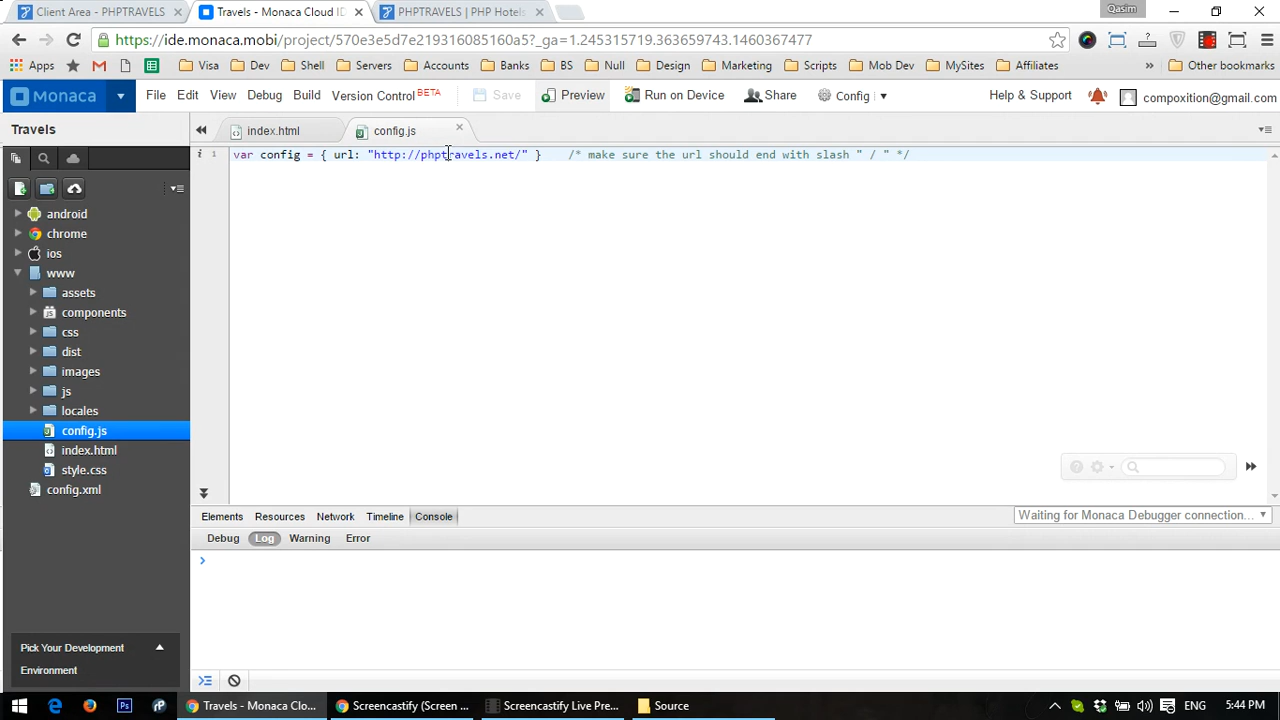 Qasim
Client Area - PHPTRAVELS
Travels - Monaca Cloud ID
PHPTRAVELS | PHP Hotels
https://ide.monaca.mobi/project/570e3e5d7e219316085160a5?_ga=1.245315719.363659743.1460367477
Apps Visa Dev Shell Servers Accounts Banks BS Null Design Marketing Scripts Mob Dev MySites Affiliates » Other bookmarks
Monaca File Edit View Debug Build Version Control BETA Save Preview Run on Device Share Config Help & Support composition@gmail.com
Travels
index.html
config.js
1 var config = { url: "http://phptravels.net/" } /* make sure the url should end with slash " / " */
android
chrome
ios
www
assets
components
css
dist
images
js
locales
config.js
index.html
style.css
config.xml
Elements Resources Network Timeline Console Waiting for Monaca Debugger connection...
Debug Log Warning Error
Pick Your Development
Environment
Travels - Monaca Clo...
Screencastify (Screen ...
Screencastify Live Pre...
Source
ENG 5:44 PM